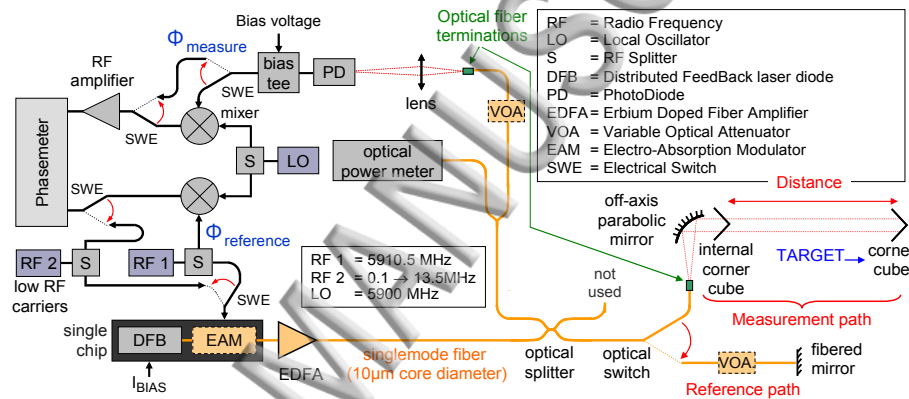 Bias voltage
Φmeasure
RF
amplifier
SWE
bias
tee
PD
lens
Optical fiber
terminations
VOA
RF = Radio Frequency
LO = Local Oscillator
S = RF Splitter
DFB = Distributed FeedBack laser diode
PD = PhotoDiode
EDFA = Erbium Doped Fiber Amplifier
VOA = Variable Optical Attenuator
EAM = Electro-Absorption Modulator
SWE = Electrical Switch
Phasemeter
SWE
mixer
S
LO
optical
power meter
SWE
Φreference
RF 2
S
RF 1
S
low RF
carriers
SWE
RF 1 = 5910.5 MHz
RF 2 = 0.1 → 13.5MHz
LO = 5900 MHz
not
used
off-axis
parabolic
mirror
Distance
internal
corner
cube
TARGET
corne
cube
Measurement path
single
chip
DFB
EAM
IBIAS
EDFA
singlemode fiber
(10µm core diameter)
optical
splitter
optical
switch
VOA
fibered
mirror
Reference path
MANUSC